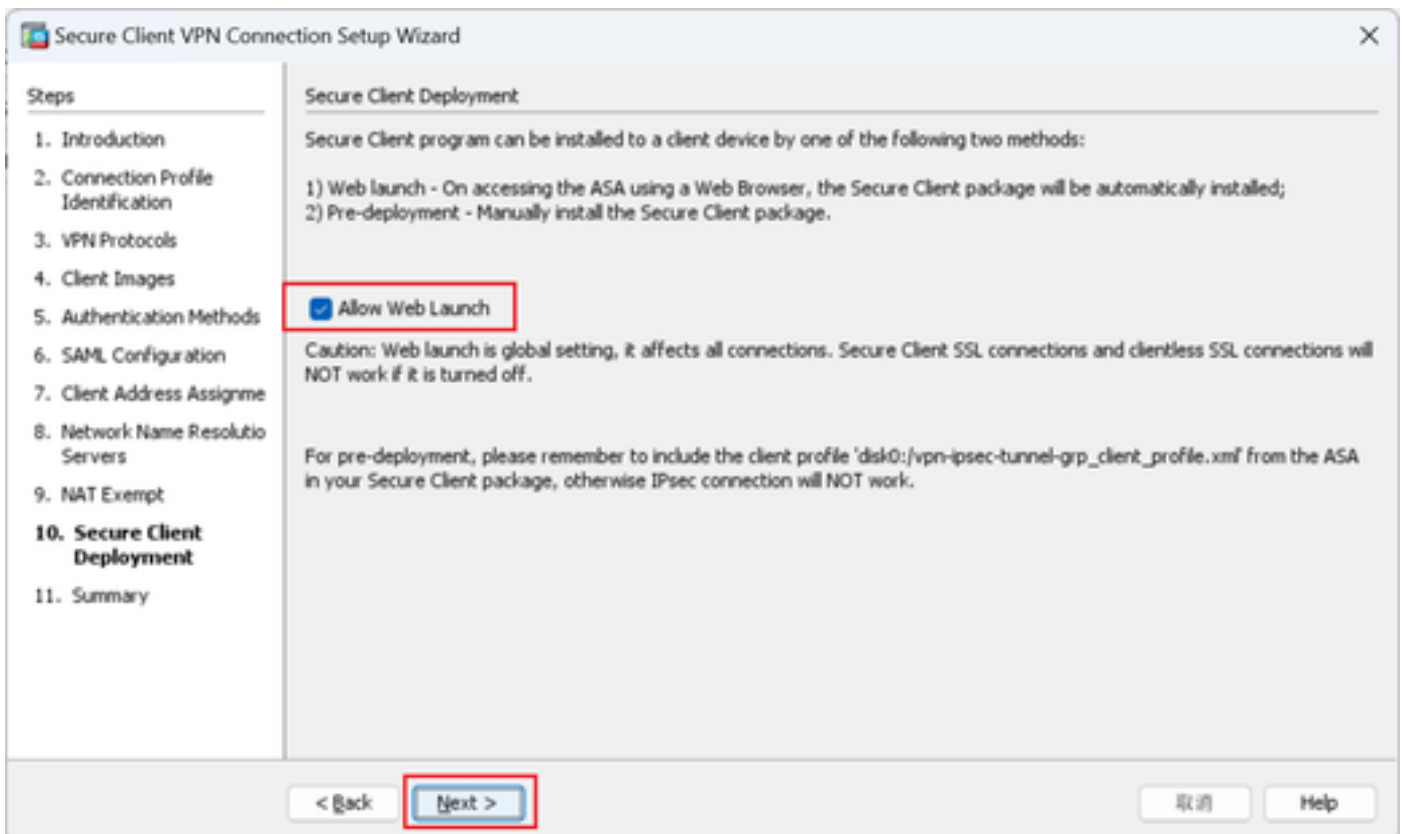 Secure Client VPN Connection Setup Wizard
Steps
1. Introduction
2. Connection Profile
Identification
3. VPN Protocols
4. Client Images
5. Authentication Methods
6. SAML Configuration
7. Client Address Assignme
8. Network Name Resolutio
Servers
9. NAT Exempt
10. Secure Client
Deployment
11. Summary
Secure Client Deployment
Secure Client program can be installed to a client device by one of the following two methods:
1) Web launch - On accessing the ASA using a Web Browser, the Secure Client package will be automatically installed;
2) Pre-deployment - Manually install the Secure Client package.
Allow Web Launch
Caution: Web launch is global setting, it affects all connections. Secure Client SSL connections and clientless SSL connections will
NOT work if it is turned off.
For pre-deployment, please remember to include the client profile 'disk0:/vpn-ipsec-tunnel-grp_client_profile.xml' from the ASA
in your Secure Client package, otherwise IPsec connection will NOT work.
< Back
Next >
取消
Help